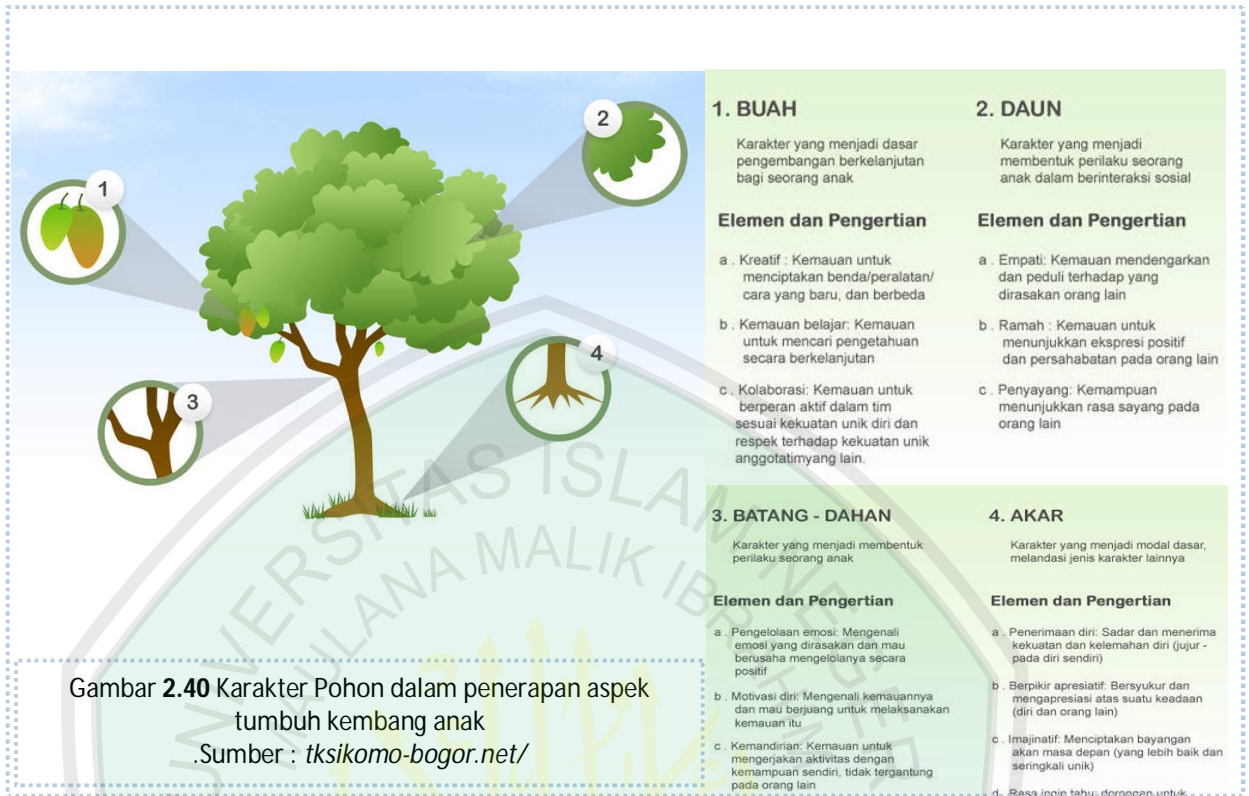 1
2
3
4
1. BUAH
Karakter yang menjadi dasar
pengembangan berkelanjutan
bagi seorang anak
Elemen dan Pengertian
a . Kreatif : Kemauan untuk
menciptakan benda/peralatan/
cara yang baru, dan berbeda
b . Kemauan belajar: Kemauan
untuk mencari pengetahuan
secara berkelanjutan
c . Kolaborasi: Kemauan untuk
berperan aktif dalam tim
sesuai kekuatan unik diri dan
respek terhadap kekuatan unik
anggotatimyang lain.
2. DAUN
Karakter yang menjadi
membentuk perilaku seorang
anak dalam berinteraksi sosial
Elemen dan Pengertian
a . Empati: Kemauan mendengarkan
dan peduli terhadap yang
dirasakan orang lain
b . Ramah : Kemauan untuk
menunjukkan ekspresi positif
dan persahabatan pada orang lain
c . Penyayang: Kemampuan
menunjukkan rasa sayang pada
orang lain
3. BATANG - DAHAN
Karakter yang menjadi membentuk
perilaku seorang anak
Elemen dan Pengertian
a . Pengelolaan emosi: Mengenali
emosi yang dirasakan dan mau
berusaha mengelolanya secara
positif
b . Motivasi diri: Mengenali kemauannya
dan mau berjuang untuk melaksanakan
kemauan itu
c . Kemandirian: Kemauan untuk
mengerjakan aktivitas dengan
kemampuan sendiri, tidak tergantung
pada orang lain
4. AKAR
Karakter yang menjadi modal dasar,
melandasi jenis karakter lainnya
Elemen dan Pengertian
a . Penerimaan diri: Sadar dan menerima
kekuatan dan kelemahan diri (jujur -
pada diri sendiri)
b . Berpikir apresiatif: Bersyukur dan
mengapresiasi atas suatu keadaan
(diri dan orang lain)
c . Imajinatif: Menciptakan bayangan
akan masa depan (yang lebih baik dan
seringkali unik)
d . Rasa ingin tahu: dorongan untuk
Gambar 2.40 Karakter Pohon dalam penerapan aspek
tumbuh kembang anak
.Sumber : tksikomo-bogor.net/
UNIVERSITAS ISLAM NEGER
MAULANA MALIK IBR